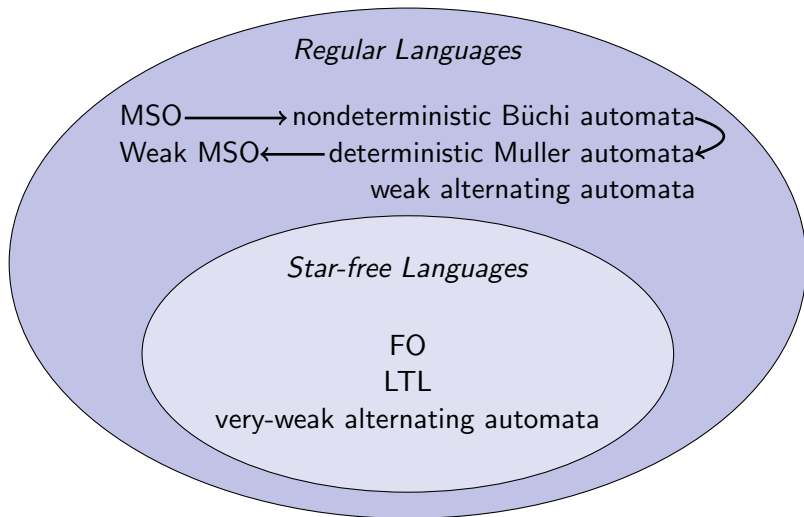 Regular Languages
MSO nondeterministic Büchi automata
Weak MSO deterministic Muller automata
weak alternating automata
Star-free Languages
FO
LTL
very-weak alternating automata